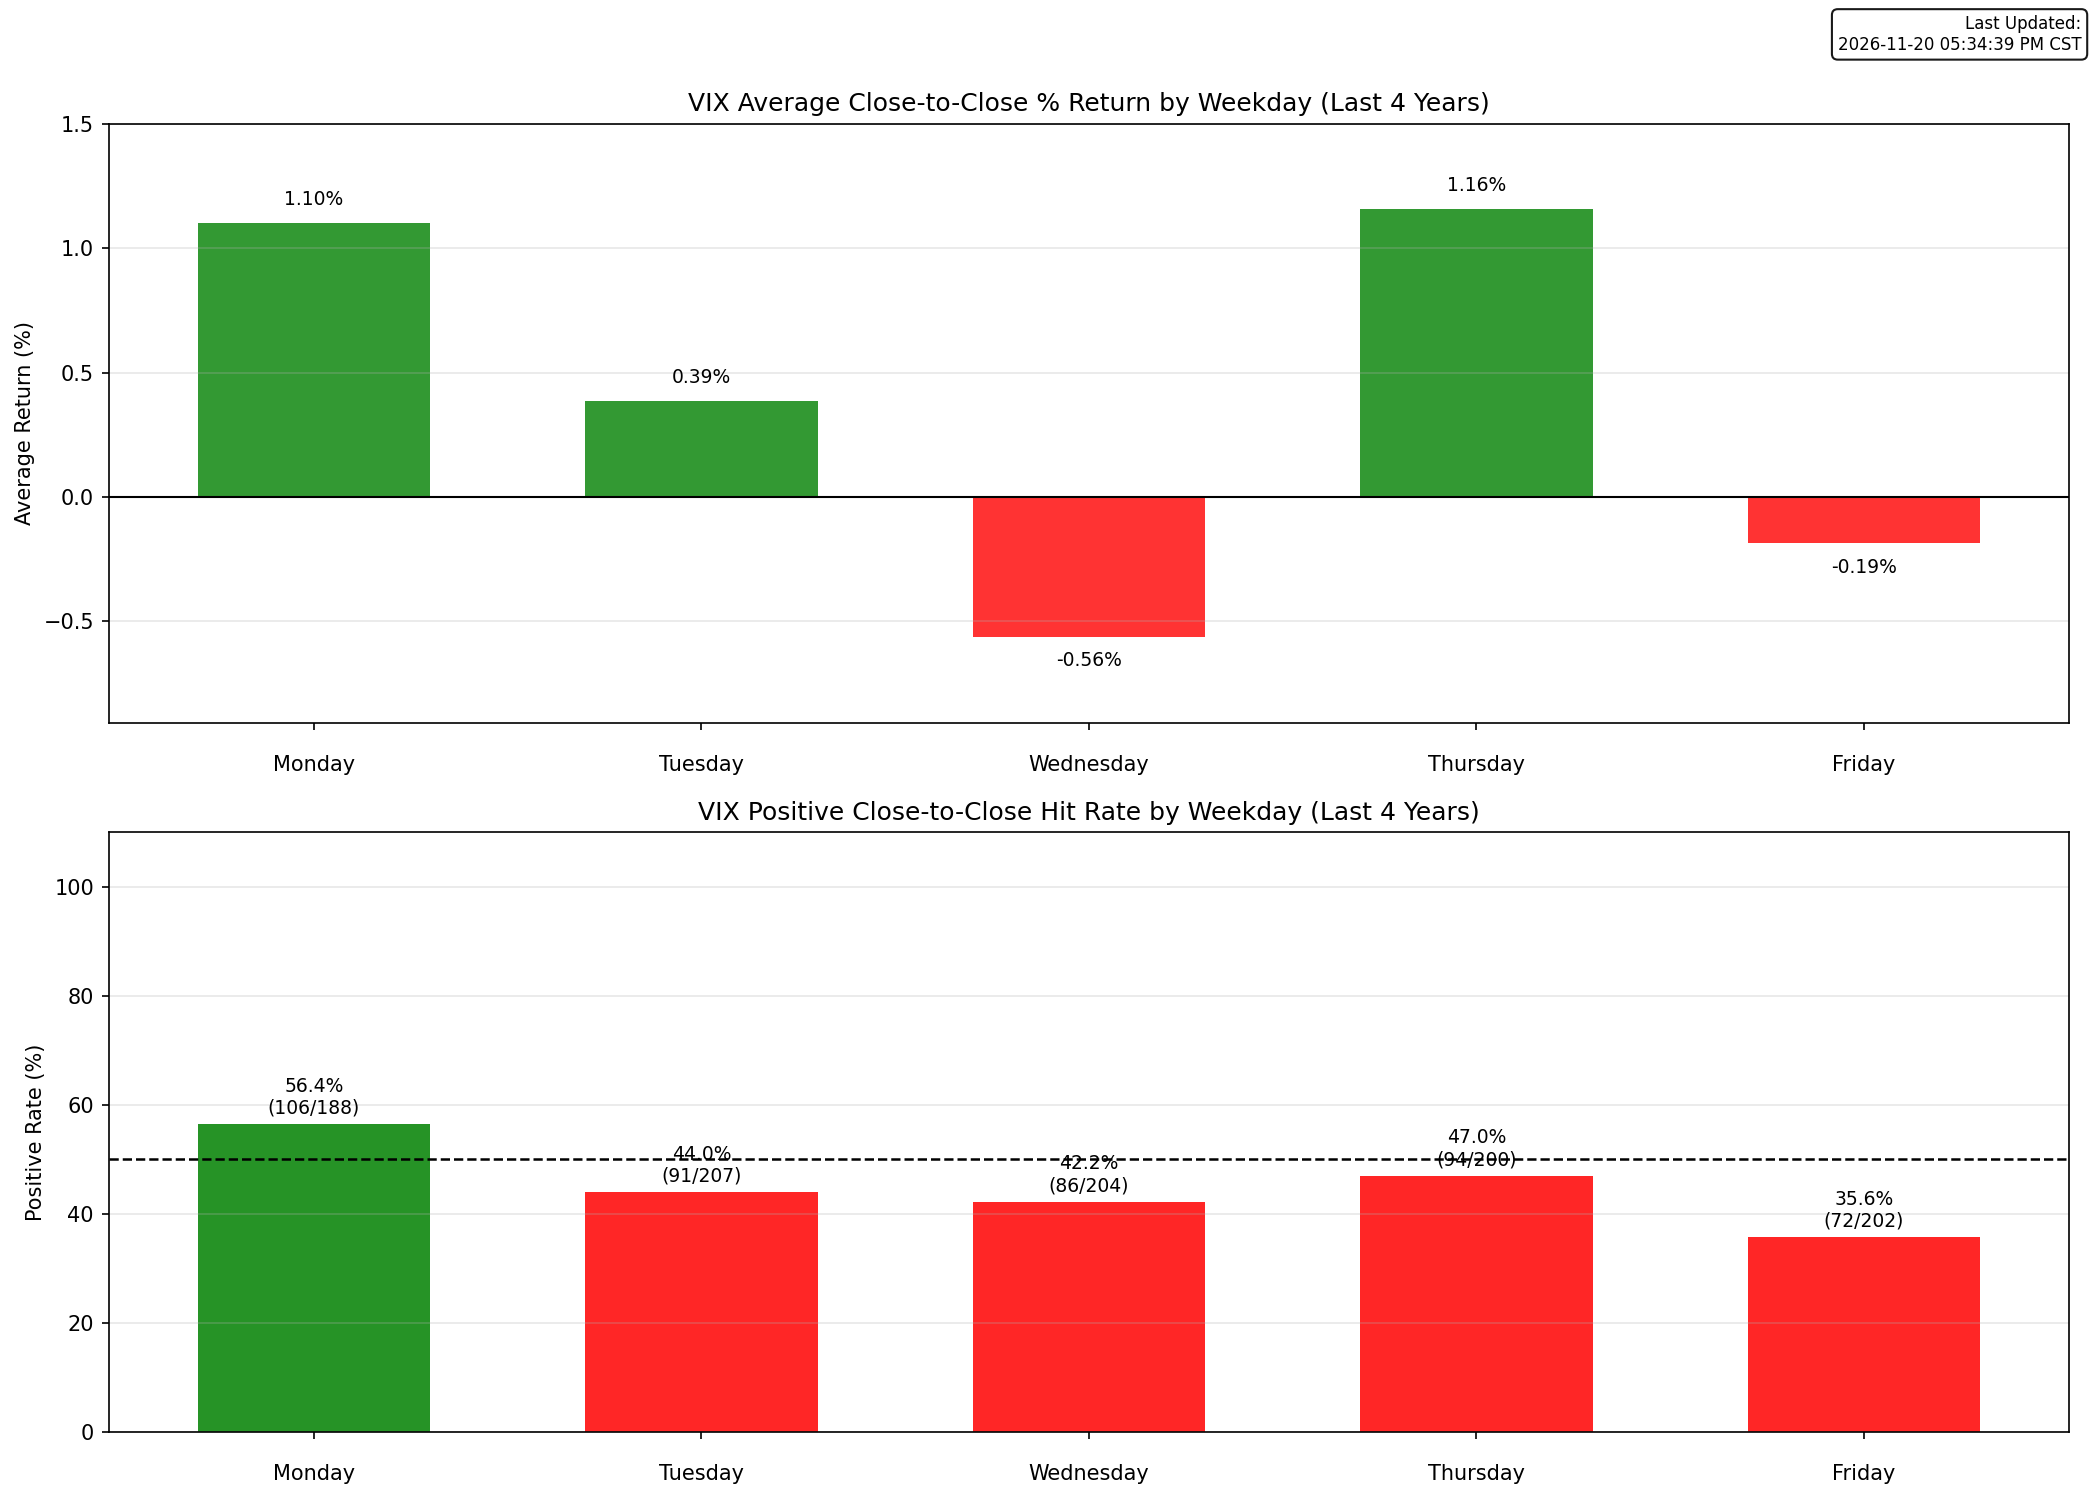 Last Updated:
2026-11-20 05:34:39 PM CST
VIX Average Close-to-Close % Return by Weekday (Last 4 Years)
Average Return (%)
1.5
1.0
0.5
0.0
−0.5
1.10%
0.39%
-0.56%
1.16%
-0.19%
Monday
Tuesday
Wednesday
Thursday
Friday
VIX Positive Close-to-Close Hit Rate by Weekday (Last 4 Years)
Positive Rate (%)
100
80
60
40
20
0
56.4%
(106/188)
44.0%
(91/207)
42.2%
(86/204)
47.0%
(94/200)
35.6%
(72/202)
Monday
Tuesday
Wednesday
Thursday
Friday